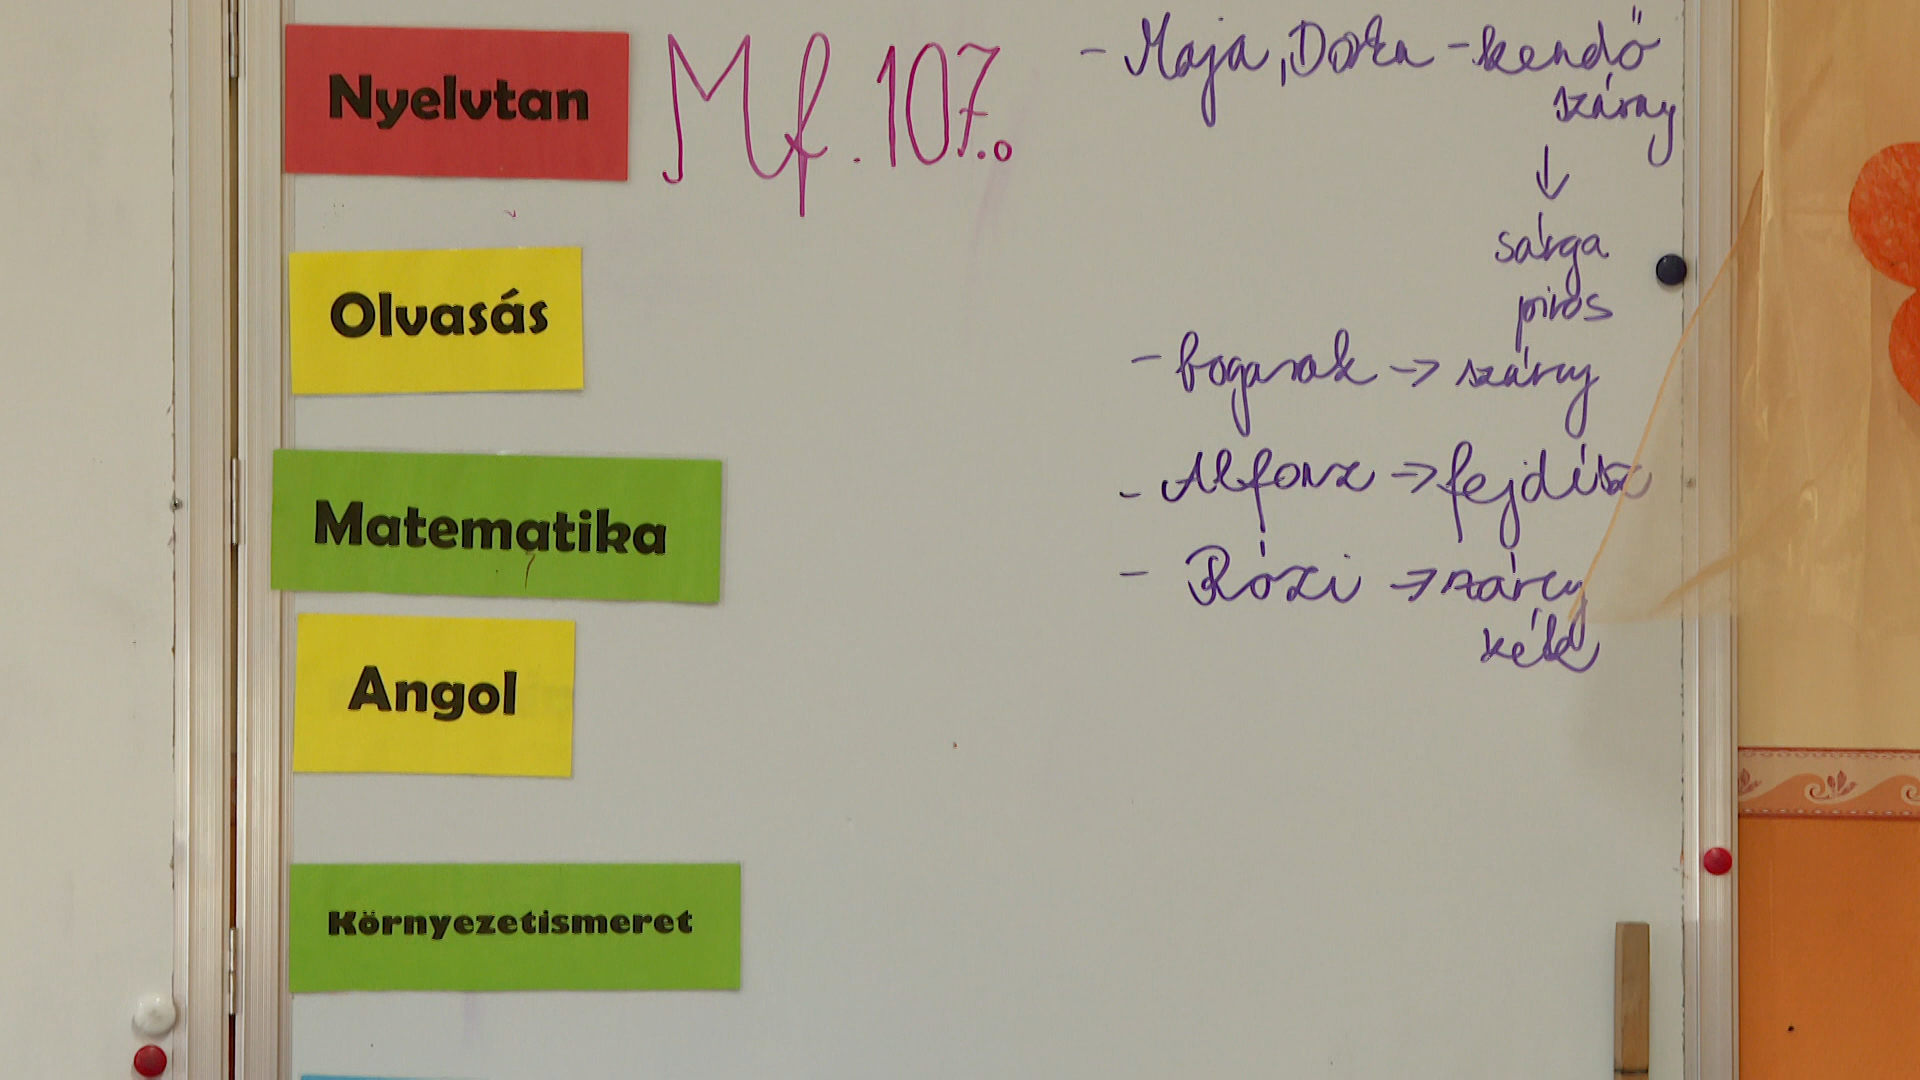 Nyelvtan Mf. 107.o
Olvasás
Matematika
Angol
Környezetismeret
- Maja, Dorka - kendő
szárny
↓
sárga
piros
- bogarak → szárny
- Alfonz → fejdísz
- Rózi → szárny
kék